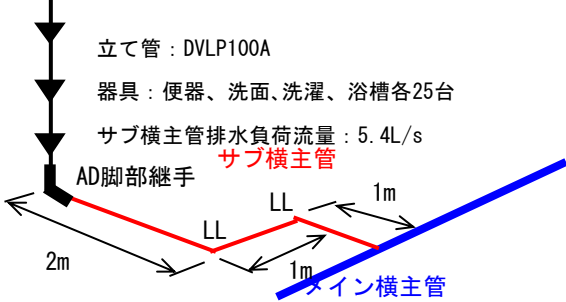 立て管：DVLP100A
器具：便器、洗面、洗濯、浴槽各25台
サブ横主管排水負荷流量：5.4L/s
サブ横主管
AD脚部継手
LL
LL
1m
2m
1m
メイン横主管